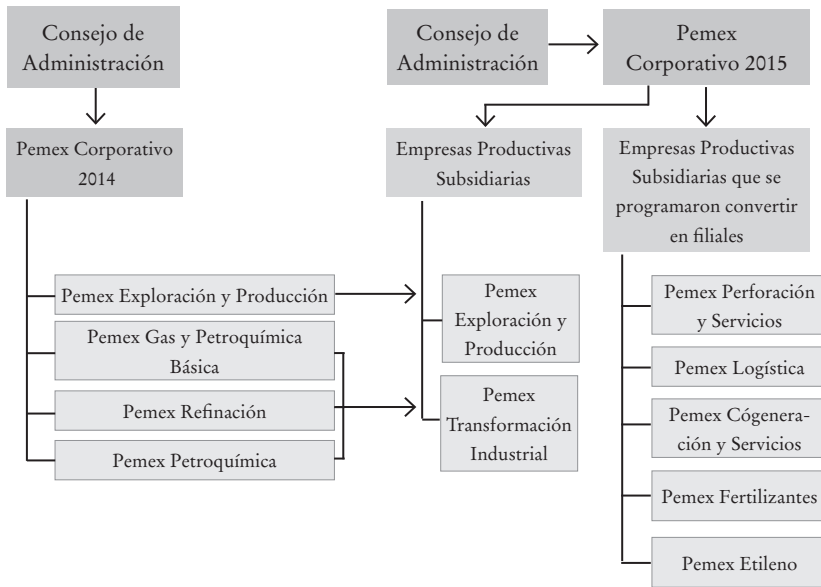 Consejo de
Administración
Pemex Corporativo
2014
Pemex Exploración y Producción
Pemex Gas y Petroquímica
Básica
Pemex Refinación
Pemex Petroquímica
Consejo de
Administración
Pemex
Corporativo 2015
Empresas Productivas
Subsidiarias
Pemex
Exploración y
Producción
Pemex
Transformación
Industrial
Empresas Productivas
Subsidiarias que se
programaron convertir
en filiales
Pemex Perforación
y Servicios
Pemex Logística
Pemex Cógenera-
ción y Servicios
Pemex Fertilizantes
Pemex Etileno